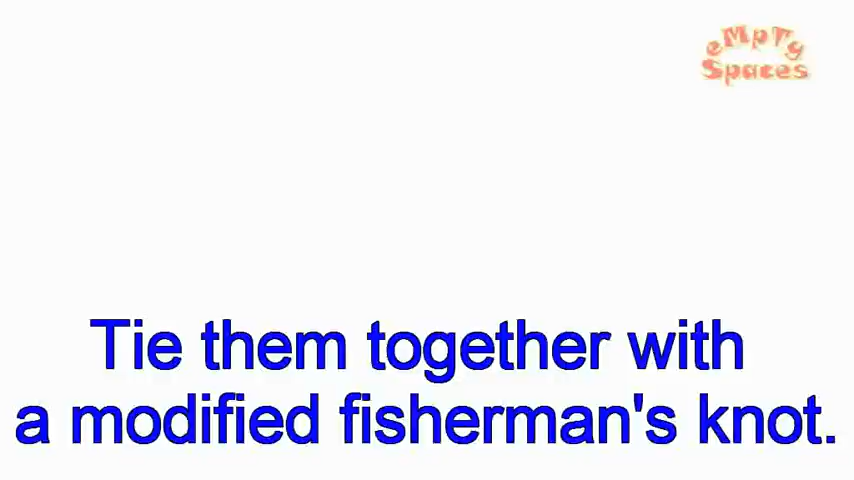 eMpTy
Spaces
Tie them together with
a modified fisherman's knot.